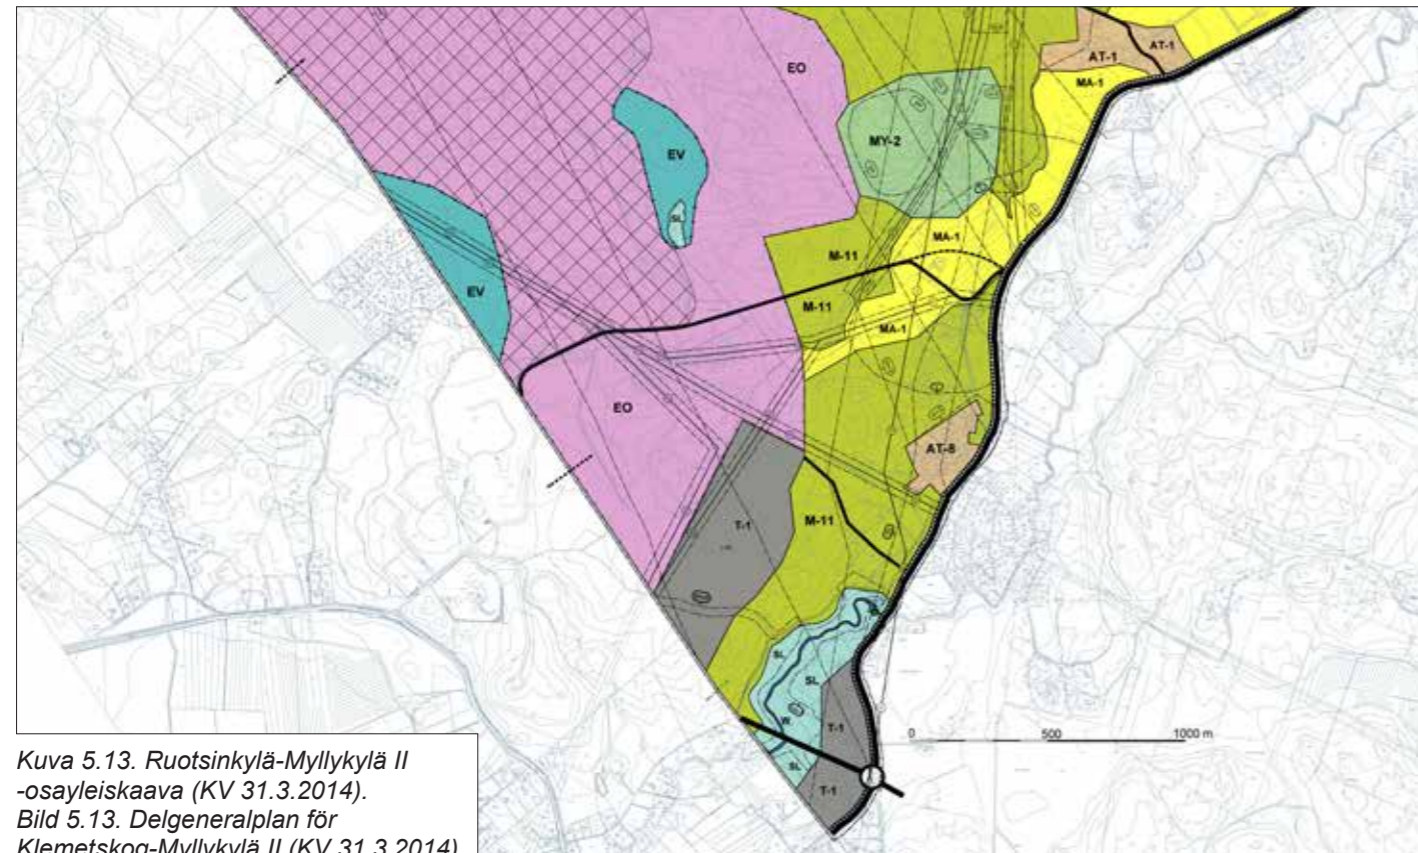 EO
AT-1
AT-1
MA-1
MY-2
EV
SL
MA-1
M-11
EV
M-11
MA-1
EO
AT-8
T-1
M-11
SL
SL
W
T-1
SL
T-1
0 500 1000 m
Kuva 5.13. Ruotsinkylä-Myllykylä II
-osayleiskaava (KV 31.3.2014).
Bild 5.13. Delgeneralplan för
Klemetskog-Myllykylä II (KV 31.3.2014)